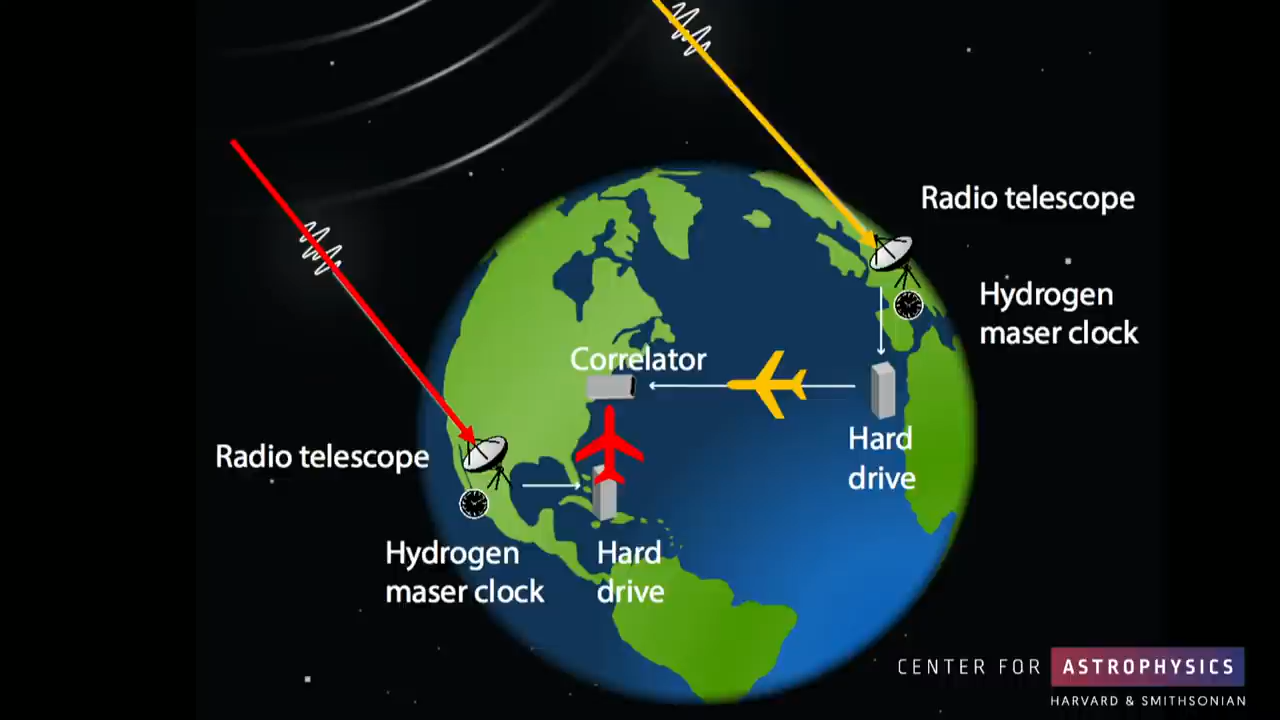 Radio telescope
Hydrogen
maser clock
Correlator
Hard
drive
Radio telescope
Hydrogen
maser clock
Hard
drive
CENTER FOR ASTROPHYSICS
HARVARD & SMITHSONIAN